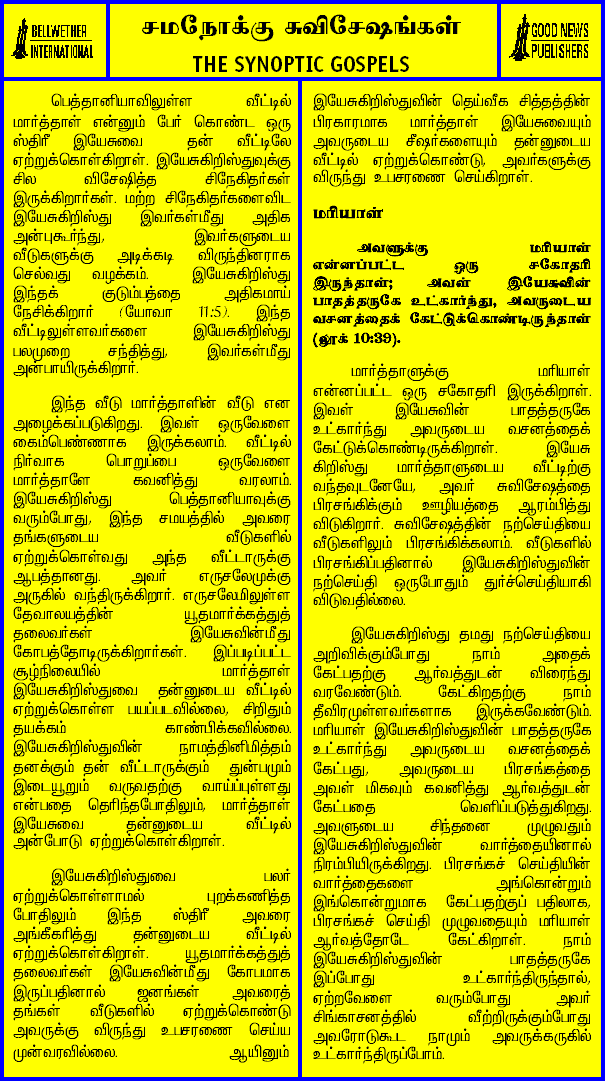 BELLWETHER
INTERNATIONAL
சமநோக்கு சுவிசேஷங்கள்
THE SYNOPTIC GOSPELS
GOOD NEWS
PUBLISHERS
பெத்தானியாவிலுள்ள வீட்டில்
மார்த்தாள் என்னும் பேர் கொண்ட ஒரு
ஸ்திரீ இயேசுவை தன் வீட்டிலே
ஏற்றுக்கொள்கிறாள். இயேசுகிறிஸ்துவுக்கு
சில விசேஷித்த சிநேகிதர்கள்
இருக்கிறார்கள். மற்ற சிநேகிதர்களைவிட
இயேசுகிறிஸ்து இவர்கள்மீது அதிக
அன்புகூர்ந்து, இவர்களுடைய
வீடுகளுக்கு அடிக்கடி விருந்தினராக
செல்வது வழக்கம். இயேசுகிறிஸ்து
இந்தக் குடும்பத்தை அதிகமாய்
நேசிக்கிறார் (யோவா 11:5). இந்த
வீட்டிலுள்ளவர்களை இயேசுகிறிஸ்து
பலமுறை சந்தித்து, இவர்கள்மீது
அன்பாயிருக்கிறார்.
இந்த வீடு மார்த்தாளின் வீடு என
அழைக்கப்படுகிறது. இவள் ஒருவேளை
கைம்பெண்ணாக இருக்கலாம். வீட்டில்
நிர்வாக பொறுப்பை ஒருவேளை
மார்த்தாளே கவனித்து வரலாம்.
இயேசுகிறிஸ்து பெத்தானியாவுக்கு
வரும்போது, இந்த சமயத்தில் அவரை
தங்களுடைய வீடுகளில்
ஏற்றுக்கொள்வது அந்த வீட்டாருக்கு
ஆபத்தானது. அவர் எருசலேமுக்கு
அருகில் வந்திருக்கிறார். எருசலேமிலுள்ள
தேவாலயத்தின் யூதமார்க்கத்துத்
தலைவர்கள் இயேசுவின்மீது
கோபத்தோடிருக்கிறார்கள். இப்படிப்பட்ட
சூழ்நிலையில் மார்த்தாள்
இயேசுகிறிஸ்துவை தன்னுடைய வீட்டில்
ஏற்றுக்கொள்ள பயப்படவில்லை, சிறிதும்
தயக்கம் காண்பிக்கவில்லை.
இயேசுகிறிஸ்துவின் நாமத்தினிமித்தம்
தனக்கும் தன் வீட்டாருக்கும் துன்பமும்
இடையூறும் வருவதற்கு வாய்ப்புள்ளது
என்பதை தெரிந்தபோதிலும், மார்த்தாள்
இயேசுவை தன்னுடைய வீட்டில்
அன்போடு ஏற்றுக்கொள்கிறாள்.
இயேசுகிறிஸ்துவை பலர்
ஏற்றுக்கொள்ளாமல் புறக்கணித்த
போதிலும் இந்த ஸ்திரீ அவரை
அங்கீகரித்து தன்னுடைய வீட்டில்
ஏற்றுக்கொள்கிறாள். யூதமார்க்கத்துத்
தலைவர்கள் இயேசுவின்மீது கோபமாக
இருப்பதினால் ஜனங்கள் அவரைத்
தங்கள் வீடுகளில் ஏற்றுக்கொண்டு
அவருக்கு விருந்து உபசரணை செய்ய
முன்வரவில்லை. ஆயினும்
இயேசுகிறிஸ்துவின் தெய்வீக சித்தத்தின்
பிரகாரமாக மார்த்தாள் இயேசுவையும்
அவருடைய சீஷர்களையும் தன்னுடைய
வீட்டில் ஏற்றுக்கொண்டு, அவர்களுக்கு
விருந்து உபசரணை செய்கிறாள்.
மரியாள்
அவளுக்கு மரியாள்
என்னப்பட்ட ஒரு சகோதரி
இருந்தாள்; அவள் இயேசுவின்
பாதத்தருகே உட்கார்ந்து, அவருடைய
வசனத்தைக் கேட்டுக்கொண்டிருந்தாள்
(லூக் 10:39).
மார்த்தாளுக்கு மரியாள்
என்னப்பட்ட ஒரு சகோதரி இருக்கிறாள்.
இவள் இயேசுவின் பாதத்தருகே
உட்கார்ந்து அவருடைய வசனத்தைக்
கேட்டுக்கொண்டிருக்கிறாள். இயேசு
கிறிஸ்து மார்த்தாளுடைய வீட்டிற்கு
வந்தவுடனேயே, அவர் சுவிசேஷத்தை
பிரசங்கிக்கும் ஊழியத்தை ஆரம்பித்து
விடுகிறார். சுவிசேஷத்தின் நற்செய்தியை
வீடுகளிலும் பிரசங்கிக்கலாம். வீடுகளில்
பிரசங்கிப்பதினால் இயேசுகிறிஸ்துவின்
நற்செய்தி ஒருபோதும் துர்ச்செய்தியாகி
விடுவதில்லை.
இயேசுகிறிஸ்து தமது நற்செய்தியை
அறிவிக்கும்போது நாம் அதைக்
கேட்பதற்கு ஆர்வத்துடன் விரைந்து
வரவேண்டும். கேட்கிறதற்கு நாம்
தீவிரமுள்ளவர்களாக இருக்கவேண்டும்.
மரியாள் இயேசுகிறிஸ்துவின் பாதத்தருகே
உட்கார்ந்து அவருடைய வசனத்தைக்
கேட்பது, அவருடைய பிரசங்கத்தை
அவள் மிகவும் கவனித்து ஆர்வத்துடன்
கேட்பதை வெளிப்படுத்துகிறது.
அவளுடைய சிந்தனை முழுவதும்
இயேசுகிறிஸ்துவின் வார்த்தையினால்
நிரம்பியிருக்கிறது. பிரசங்கச் செய்தியின்
வார்த்தைகளை அங்கொன்றும்
இங்கொன்றுமாக கேட்பதற்குப் பதிலாக,
பிரசங்கச் செய்தி முழுவதையும் மரியாள்
ஆர்வத்தோடே கேட்கிறாள். நாம்
இயேசுகிறிஸ்துவின் பாதத்தருகே
இப்போது உட்கார்ந்திருந்தால்,
ஏற்றவேளை வரும்போது அவர்
சிங்காசனத்தில் வீற்றிருக்கும்போது
அவரோடுகூட நாமும் அவருக்கருகில்
உட்கார்ந்திருப்போம்.